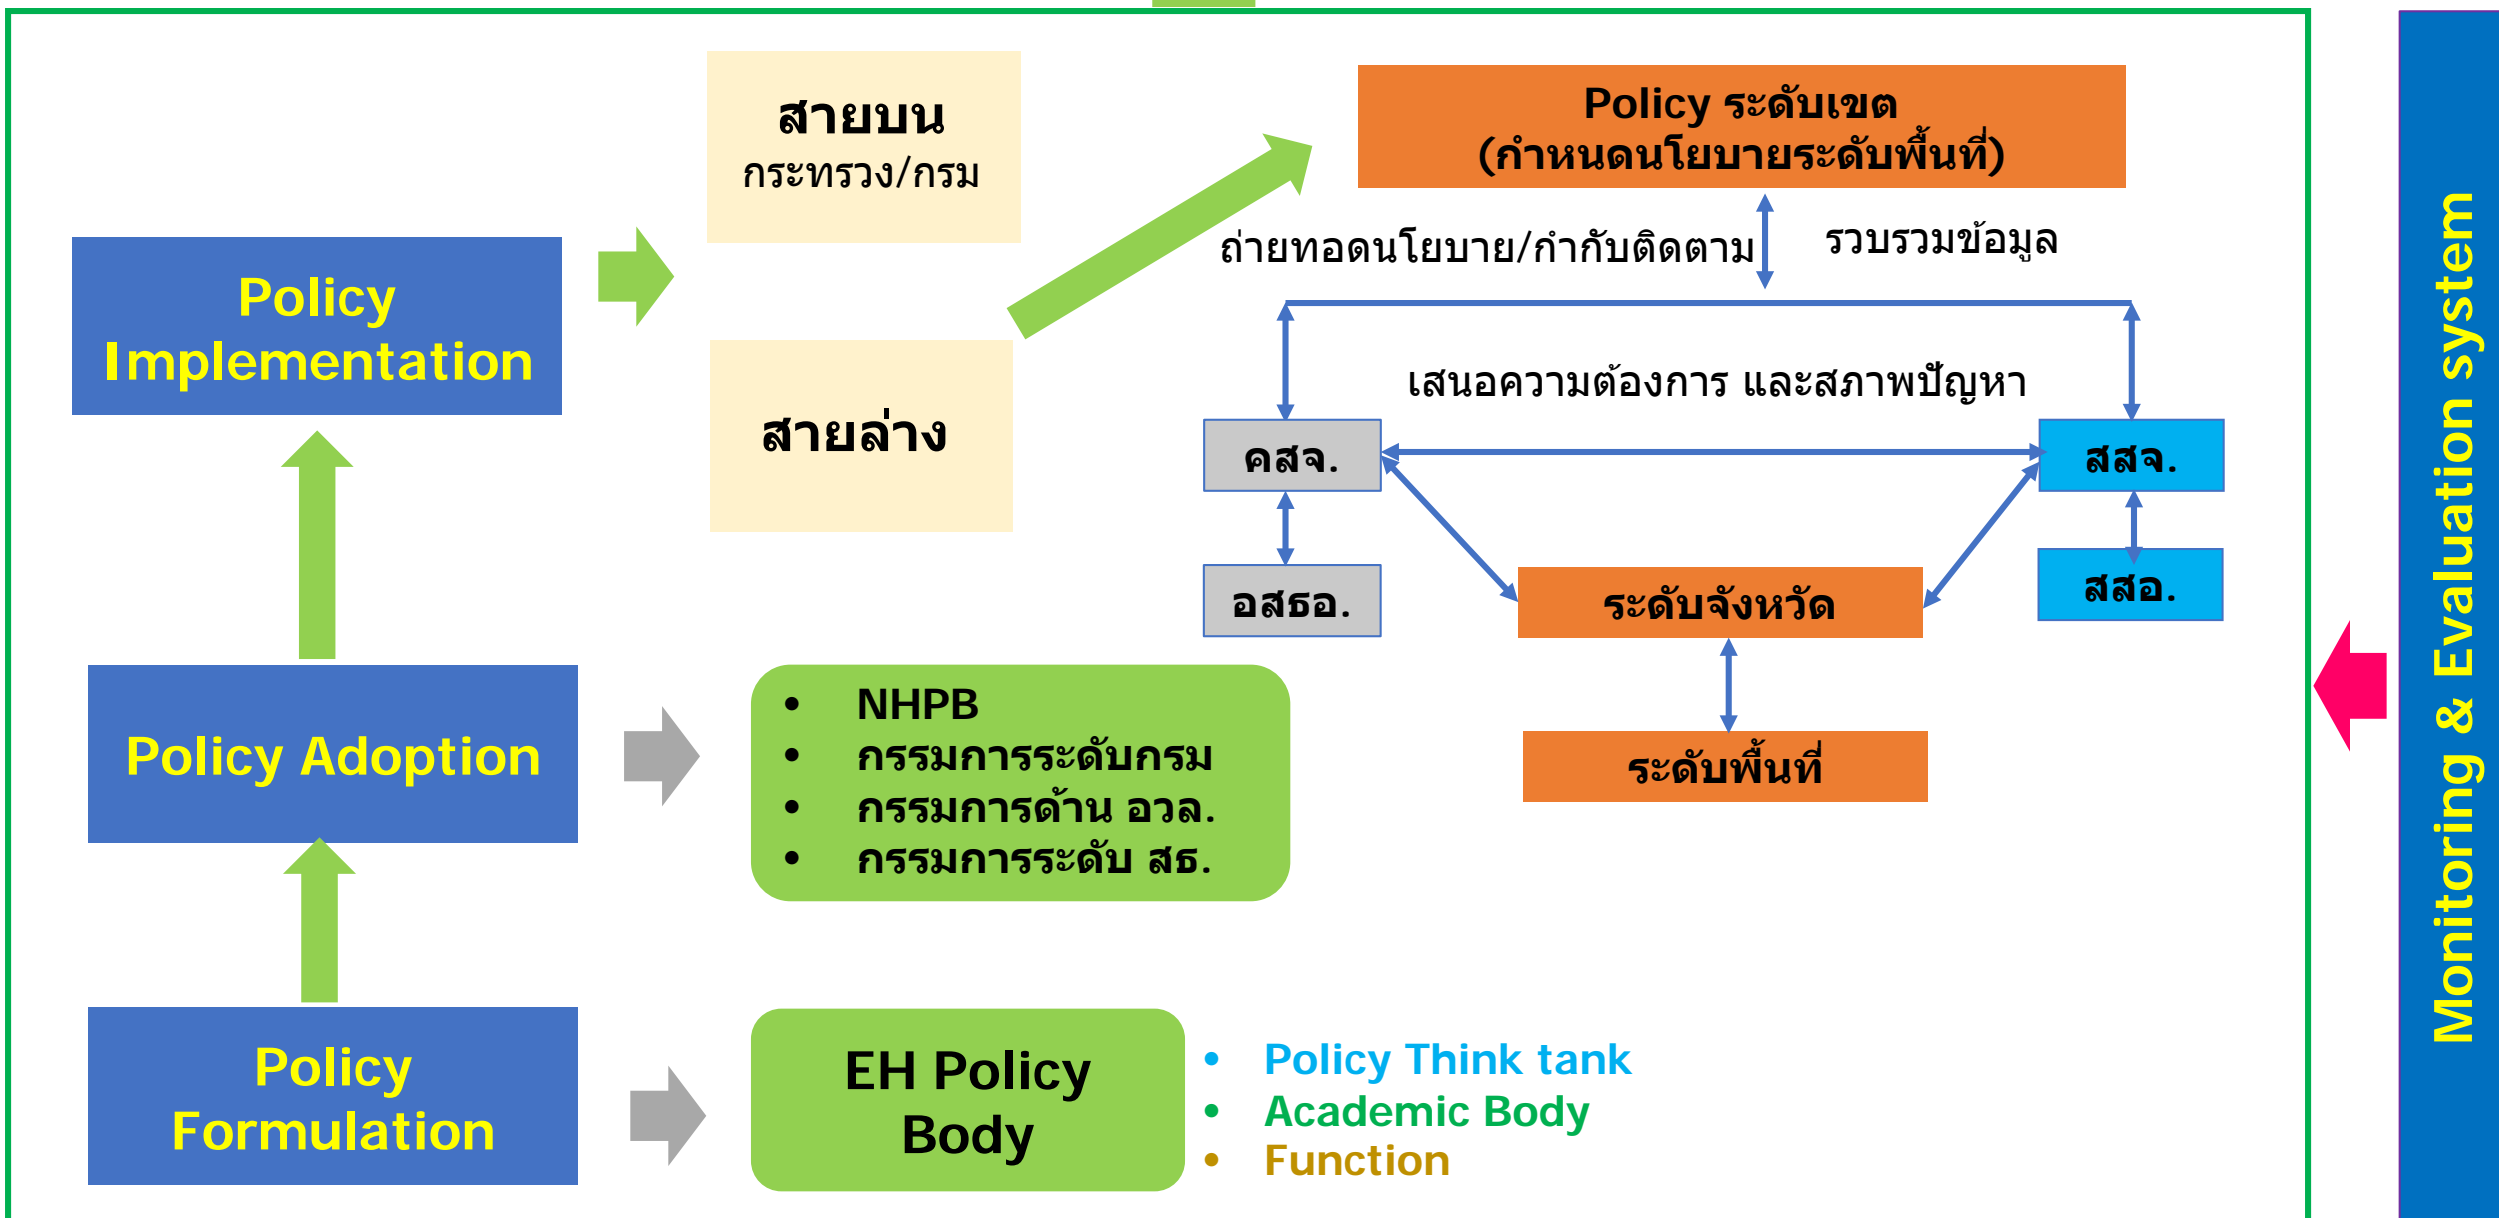 สายบน
กระทรวง/กรม
Policy ระดับเขต
(กำหนดนโยบายระดับพื้นที่)
ถ่ายทอดนโยบาย/กำกับติดตาม
รวบรวมข้อมูล
Policy
Implementation
สายล่าง
เสนอความต้องการ และสภาพปัญหา
คสจ.
สสจ.
อสธอ.
สสอ.
ระดับจังหวัด
ระดับพื้นที่
Policy Adoption
• NHPB
• กรรมการระดับกรม
• กรรมการด้าน อวล.
• กรรมการระดับ สธ.
Policy
Formulation
EH Policy
Body
• Policy Think tank
• Academic Body
• Function
Monitoring & Evaluation system